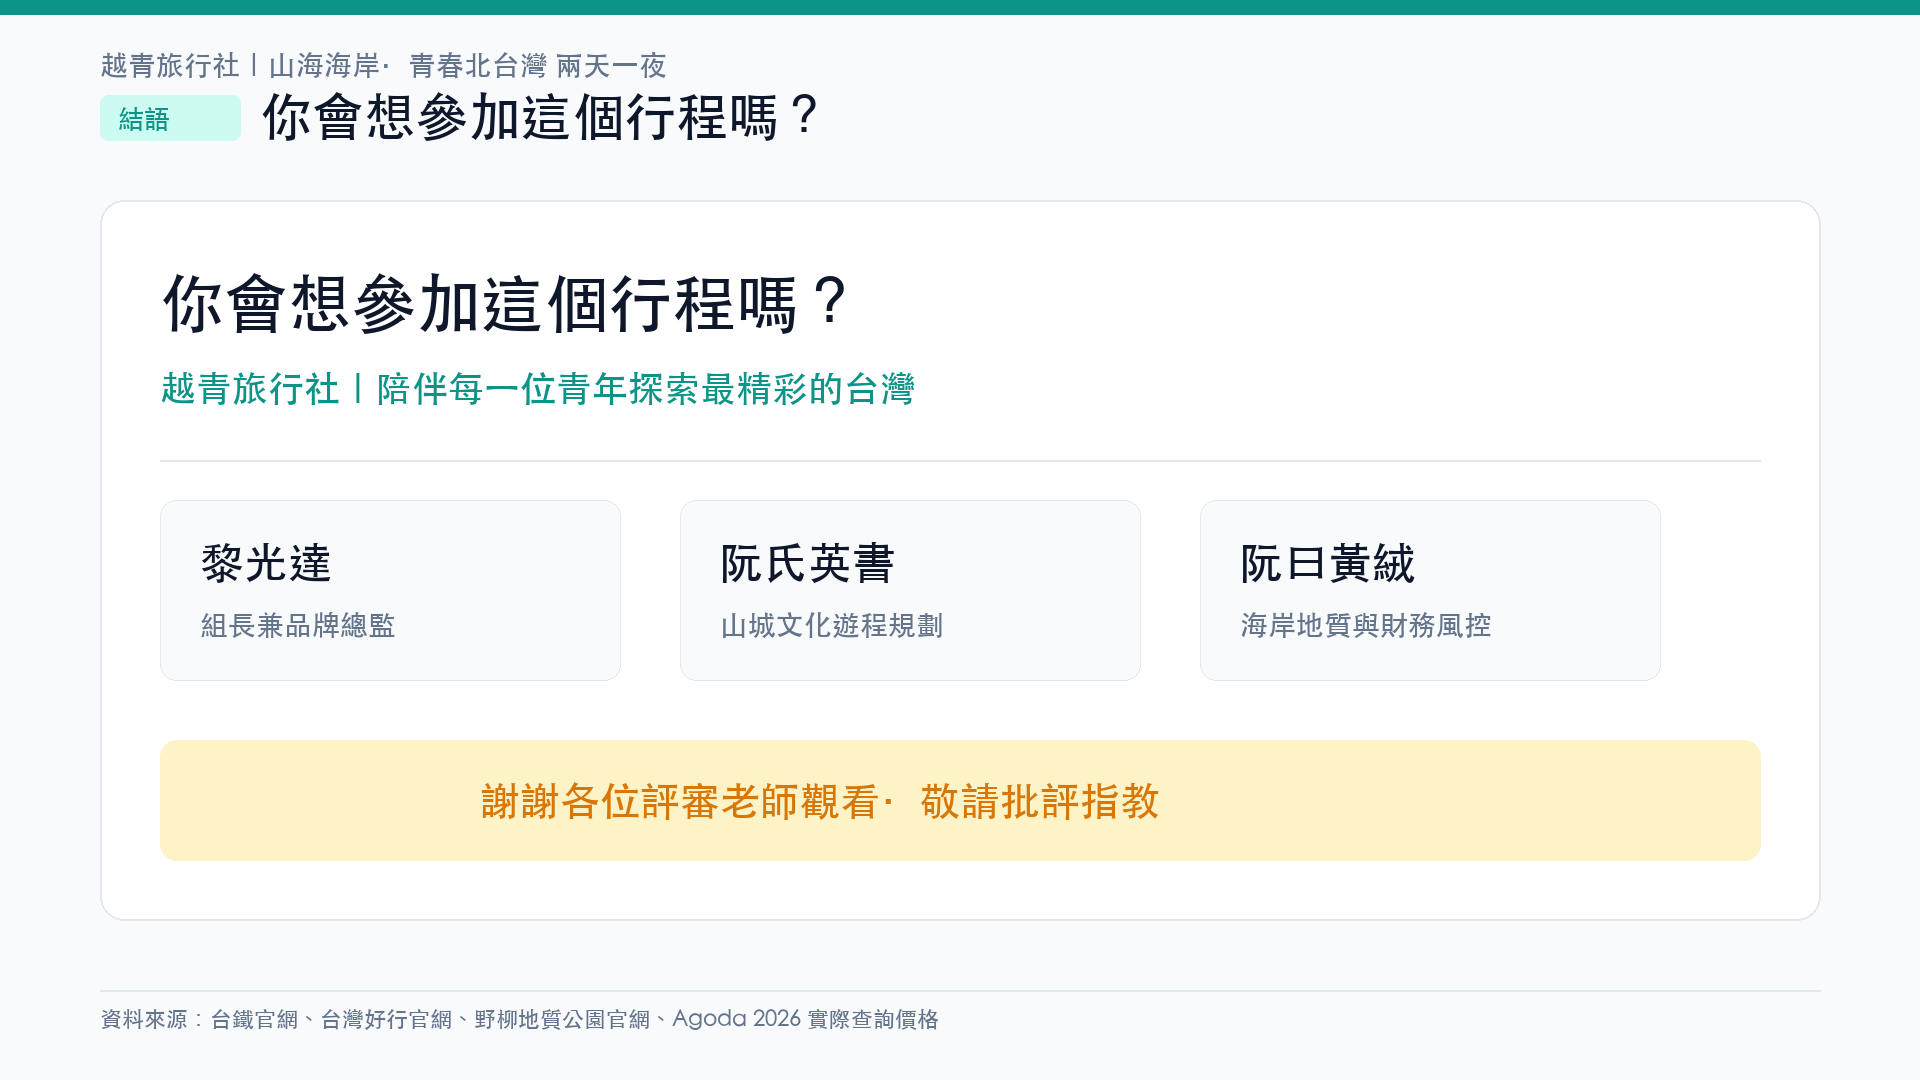 越青旅行社｜山海海岸·青春北台灣 兩天一夜
結語
你會想參加這個行程嗎？
你會想參加這個行程嗎？
越青旅行社｜陪伴每一位青年探索最精彩的台灣
黎光達
組長兼品牌總監
阮氏英書
山城文化遊程規劃
阮曰黃絨
海岸地質與財務風控
謝謝各位評審老師觀看·敬請批評指教
資料來源：台鐵官網、台灣好行官網、野柳地質公園官網、Agoda 2026 實際查詢價格